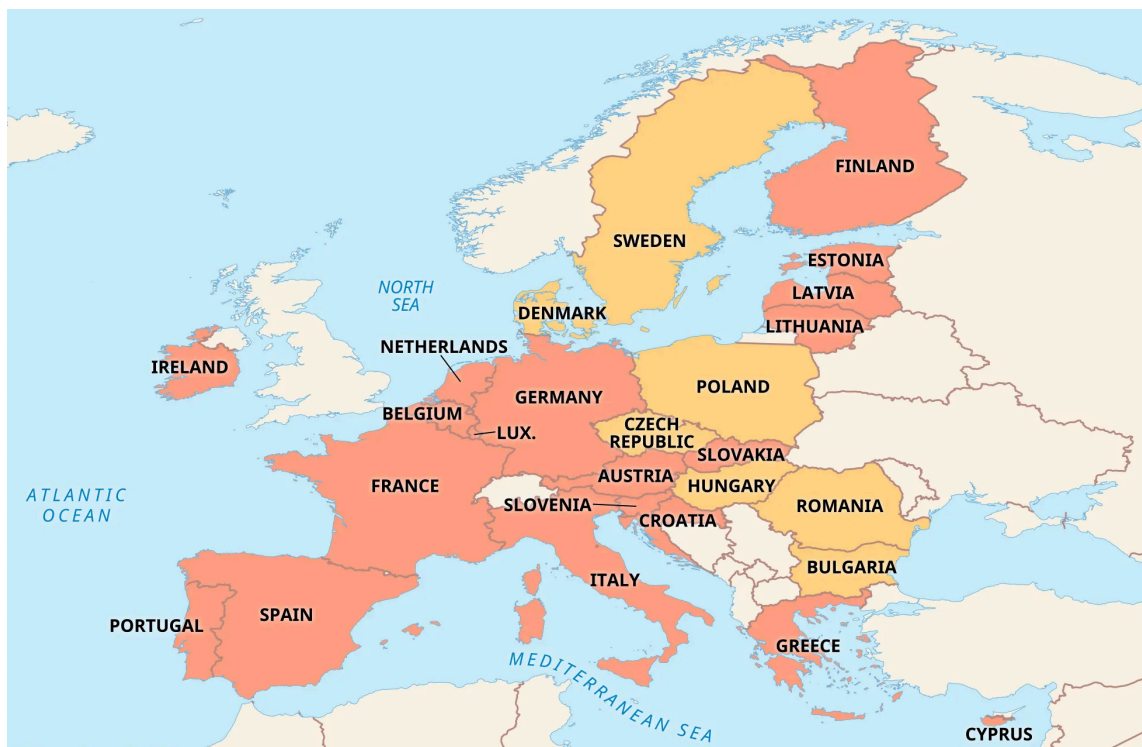 FINLAND
SWEDEN
ESTONIA
NORTH
SEA
LATVIA
DENMARK
LITHUANIA
NETHERLANDS
IRELAND
POLAND
GERMANY
BELGIUM
CZECH
REPUBLIC
LUX.
SLOVAKIA
AUSTRIA
FRANCE
HUNGARY
ATLANTIC
OCEAN
SLOVENIA
ROMANIA
CROATIA
BULGARIA
ITALY
SPAIN
PORTUGAL
GREECE
MEDITERRANEAN SEA
CYPRUS